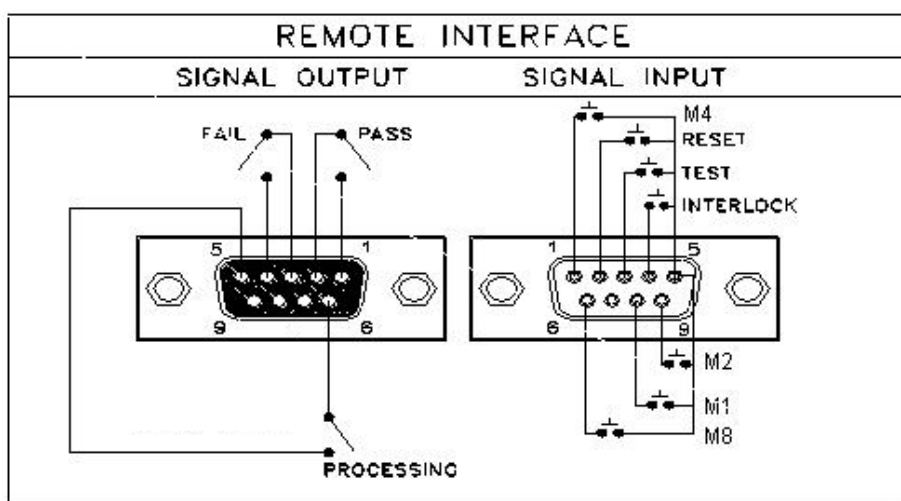 REMOTE INTERFACE
SIGNAL OUTPUT
SIGNAL INPUT
FAIL
PASS
M4
RESET
TEST
INTERLOCK
5
1
1
5
9
6
6
9
M2
M1
M8
PROCESSING